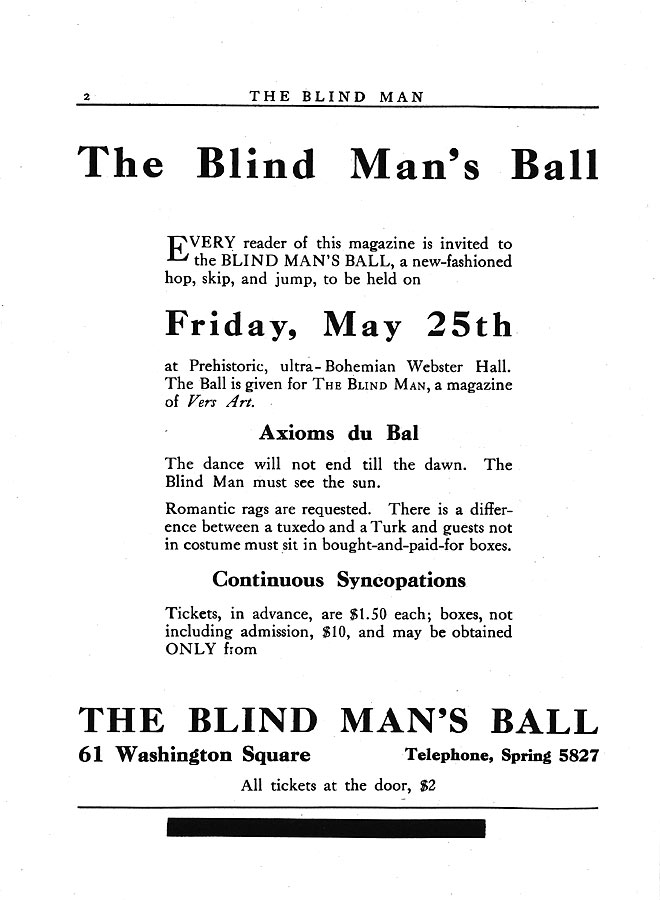 2 THE BLIND MAN
The Blind Man's Ball
EVERY reader of this magazine is invited to
the BLIND MAN'S BALL, a new-fashioned
hop, skip, and jump, to be held on
Friday, May 25th
at Prehistoric, ultra-Bohemian Webster Hall.
The Ball is given for THE BLIND MAN, a magazine
of Vers Art.
Axioms du Bal
The dance will not end till the dawn. The
Blind Man must see the sun.
Romantic rags are requested. There is a differ-
ence between a tuxedo and a Turk and guests not
in costume must sit in bought-and-paid-for boxes.
Continuous Syncopations
Tickets, in advance, are $1.50 each; boxes, not
including admission, $10, and may be obtained
ONLY from
THE BLIND MAN'S BALL
61 Washington Square Telephone, Spring 5827
All tickets at the door, $2